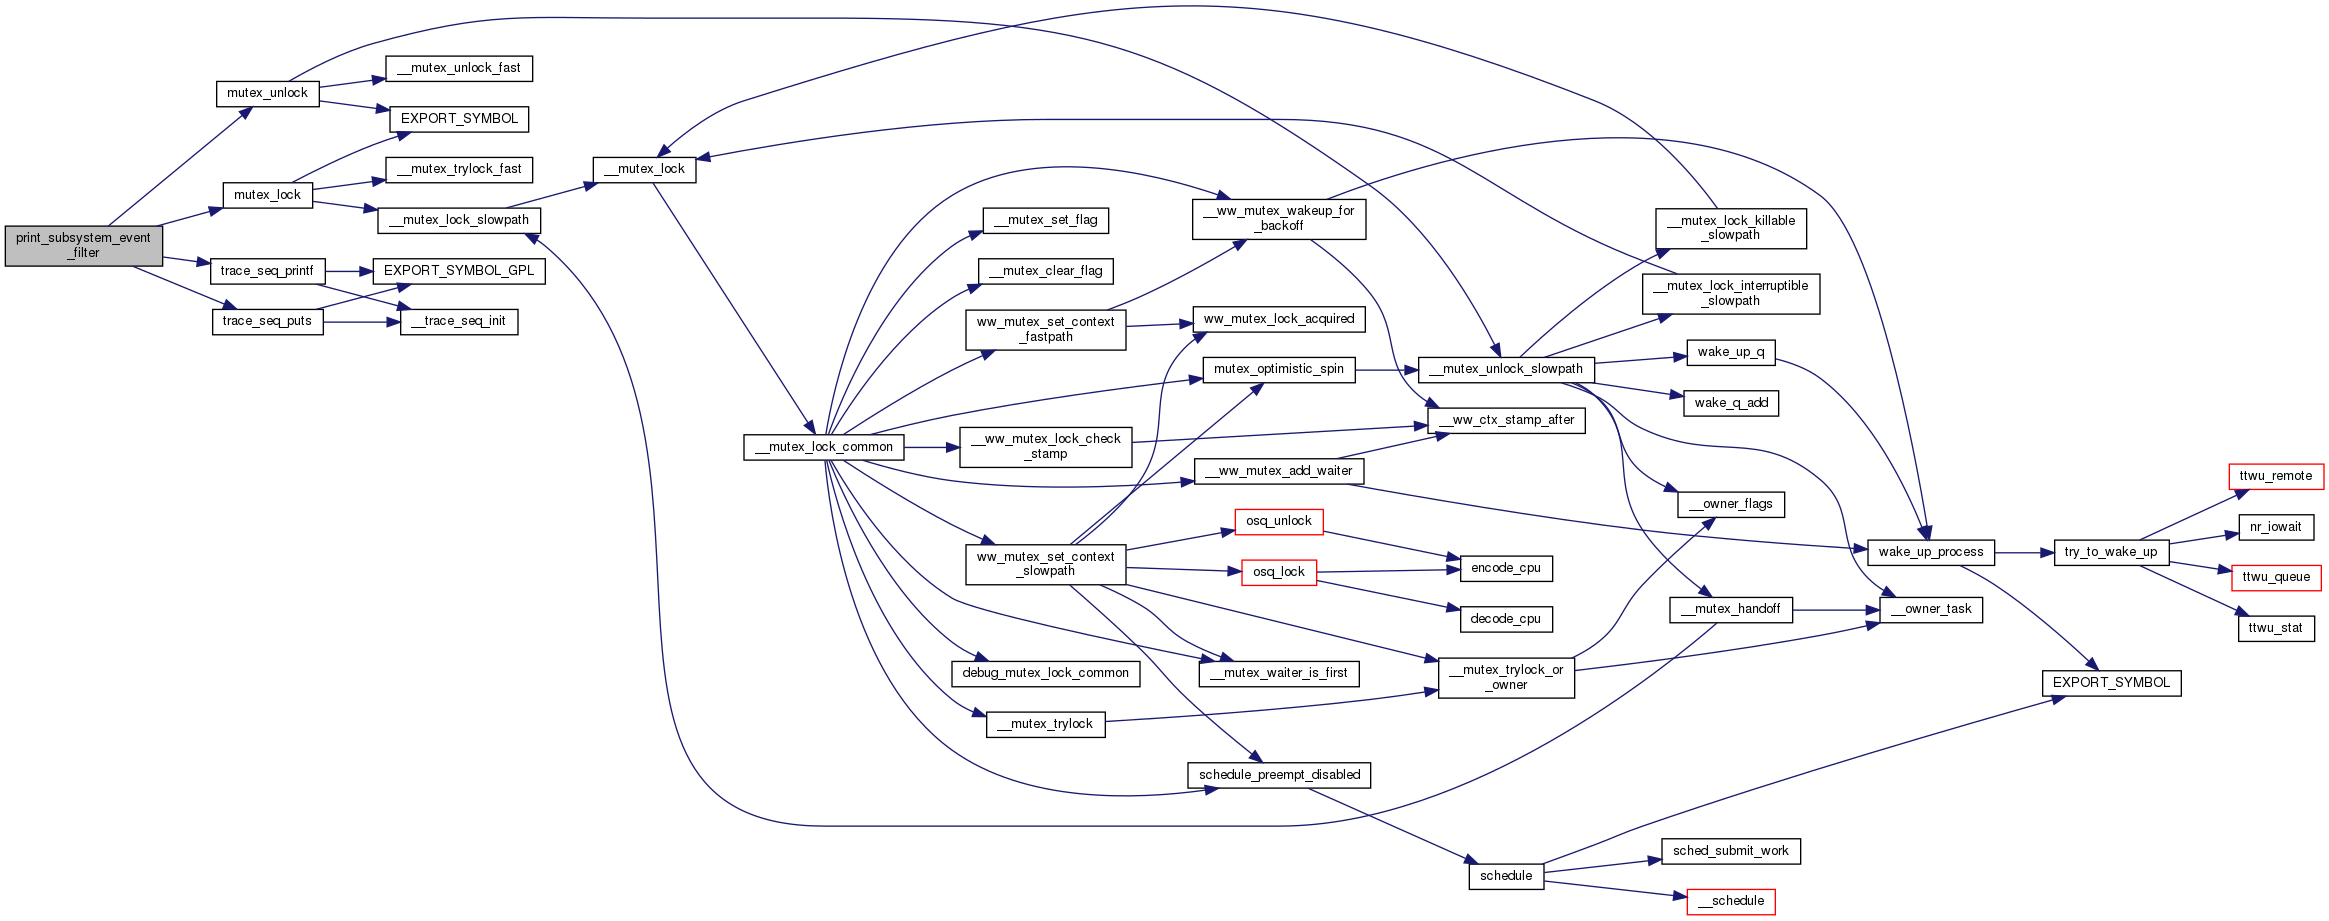 print_subsystem_event
_filter
mutex_unlock
__mutex_unlock_fast
EXPORT_SYMBOL
mutex_lock
__mutex_trylock_fast
__mutex_lock_slowpath
trace_seq_printf
EXPORT_SYMBOL_GPL
trace_seq_puts
__trace_seq_init
__mutex_lock
__mutex_lock_common
__mutex_set_flag
__mutex_clear_flag
ww_mutex_set_context
_fastpath
__ww_mutex_lock_check
_stamp
ww_mutex_set_context
_slowpath
debug_mutex_lock_common
__mutex_trylock
__ww_mutex_wakeup_for
_backoff
ww_mutex_lock_acquired
mutex_optimistic_spin
__ww_mutex_add_waiter
osq_unlock
osq_lock
__mutex_waiter_is_first
schedule_preempt_disabled
__mutex_unlock_slowpath
__ww_ctx_stamp_after
encode_cpu
decode_cpu
__mutex_trylock_or
_owner
schedule
__mutex_lock_killable
_slowpath
__mutex_lock_interruptible
_slowpath
wake_up_q
wake_q_add
__owner_flags
__mutex_handoff
sched_submit_work
__schedule
wake_up_process
__owner_task
try_to_wake_up
EXPORT_SYMBOL
ttwu_remote
nr_iowait
ttwu_queue
ttwu_stat